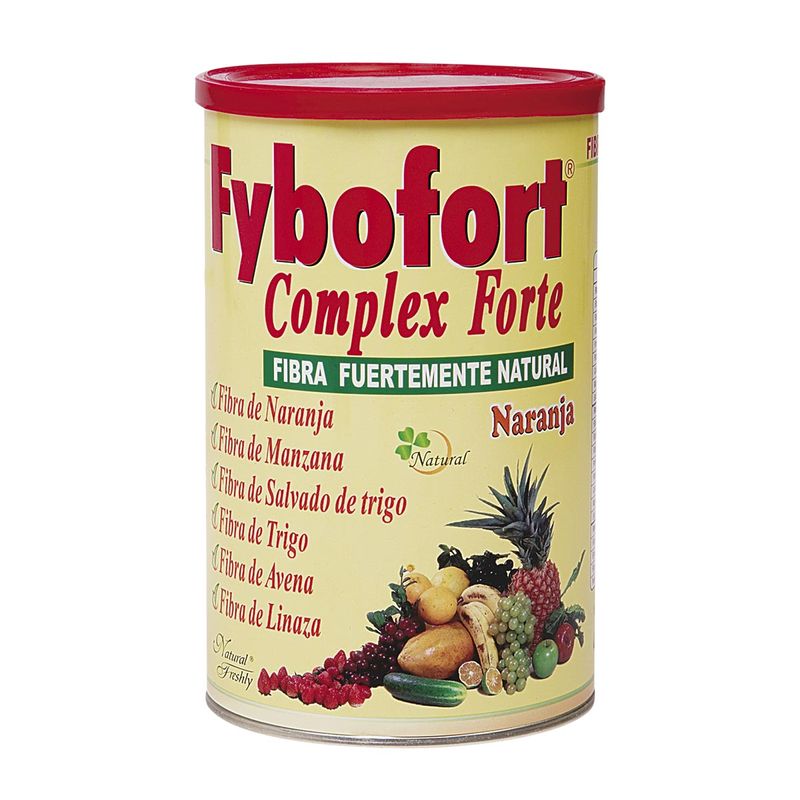 Fybofort®
Complex Forte
FIBRA FUERTEMENTE NATURAL
Naranja
Fibra de Naranja
Fibra de Manzana
Fibra de Salvado de trigo
Fibra de Trigo
Fibra de Avena
Fibra de Linaza
Natural
Natural®
Freshly